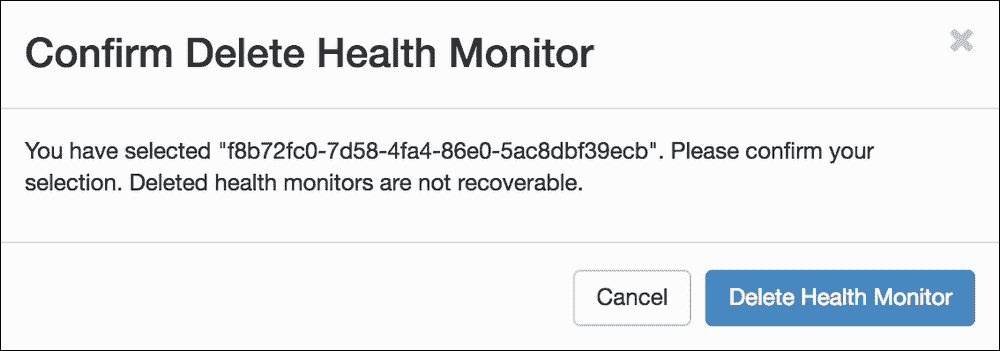 Confirm Delete Health Monitor
You have selected "f8b72fc0-7d58-4fa4-86e0-5ac8dbf39ecb". Please confirm your
selection. Deleted health monitors are not recoverable.
Cancel
Delete Health Monitor